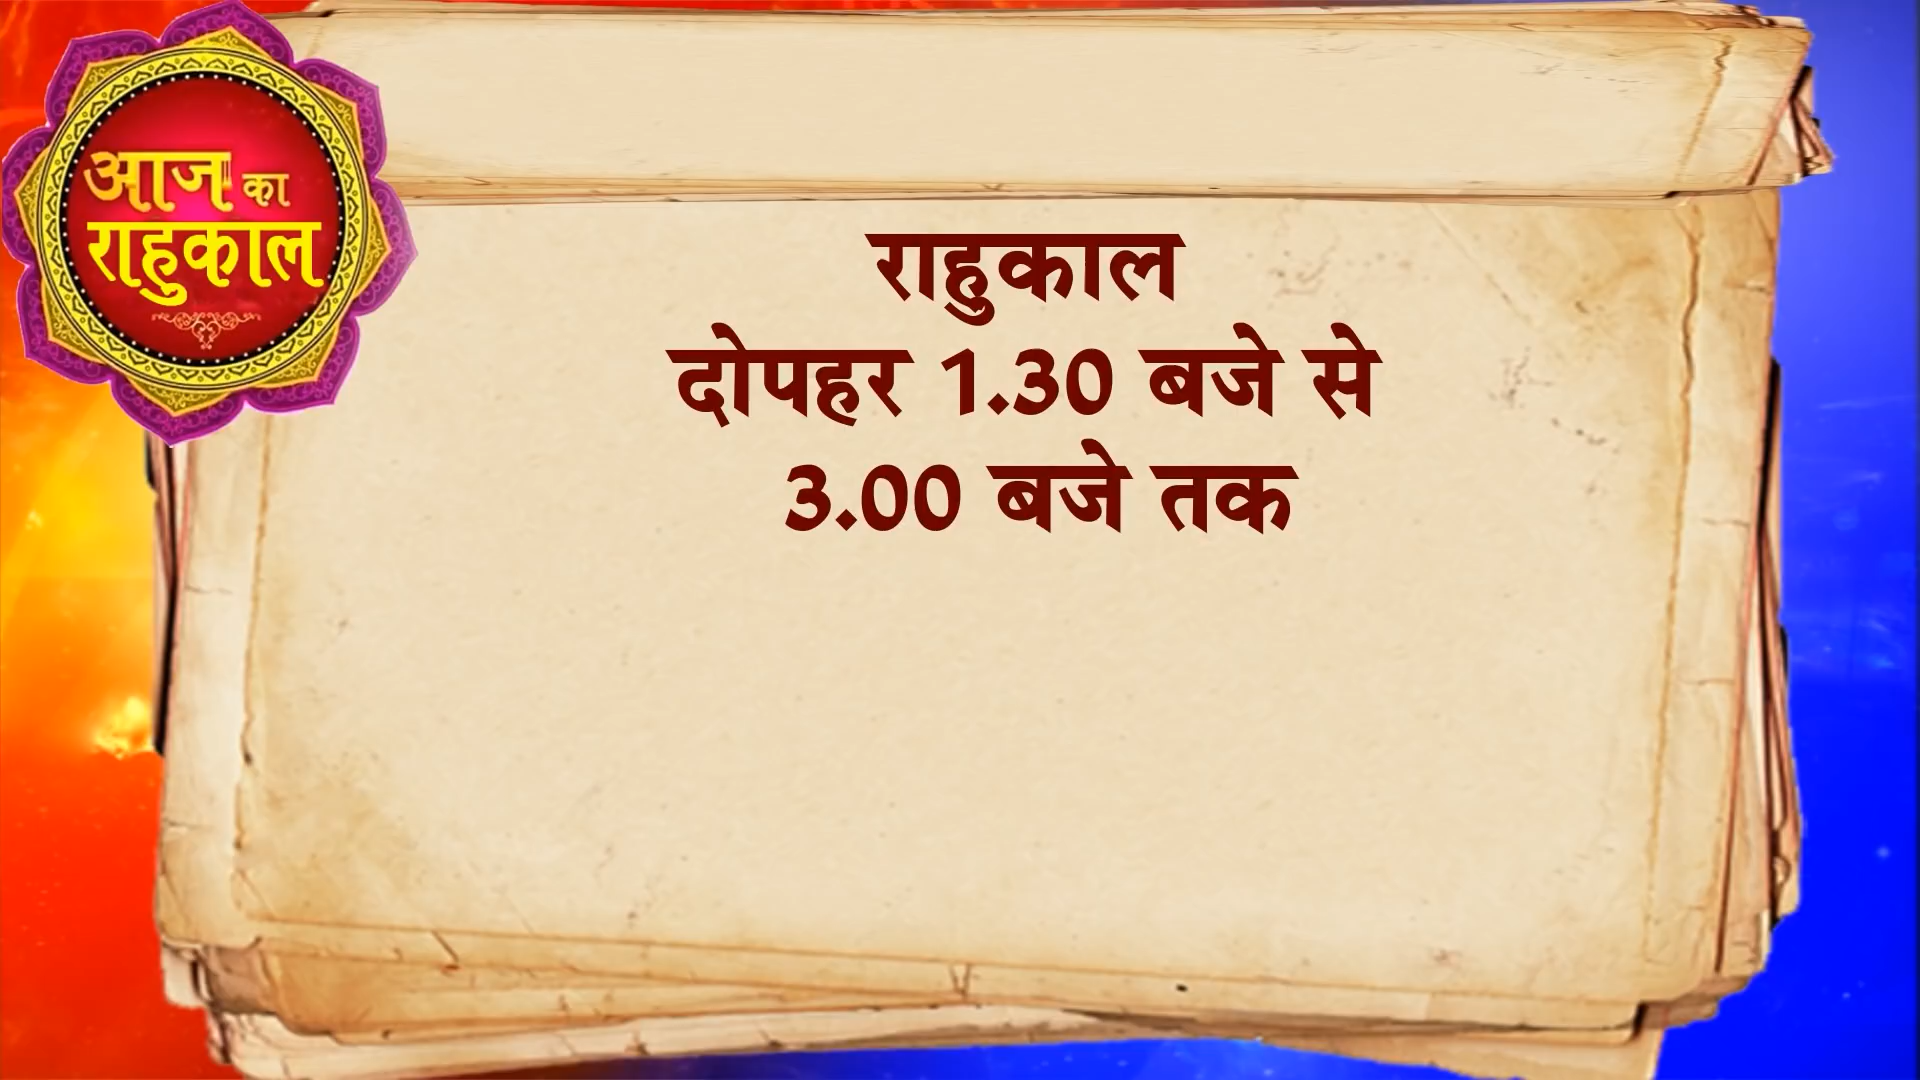 आज का
राहुकाल
राहुकाल
दोपहर 1.30 बजे से
3.00 बजे तक